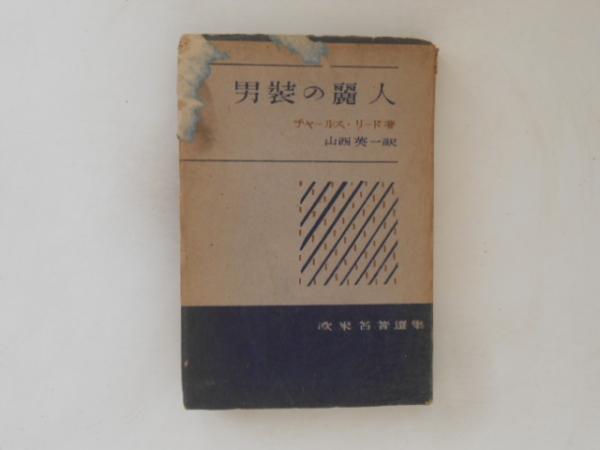 男装の麗人
チャールス・リード著
山西英一訳
欧米名著選集